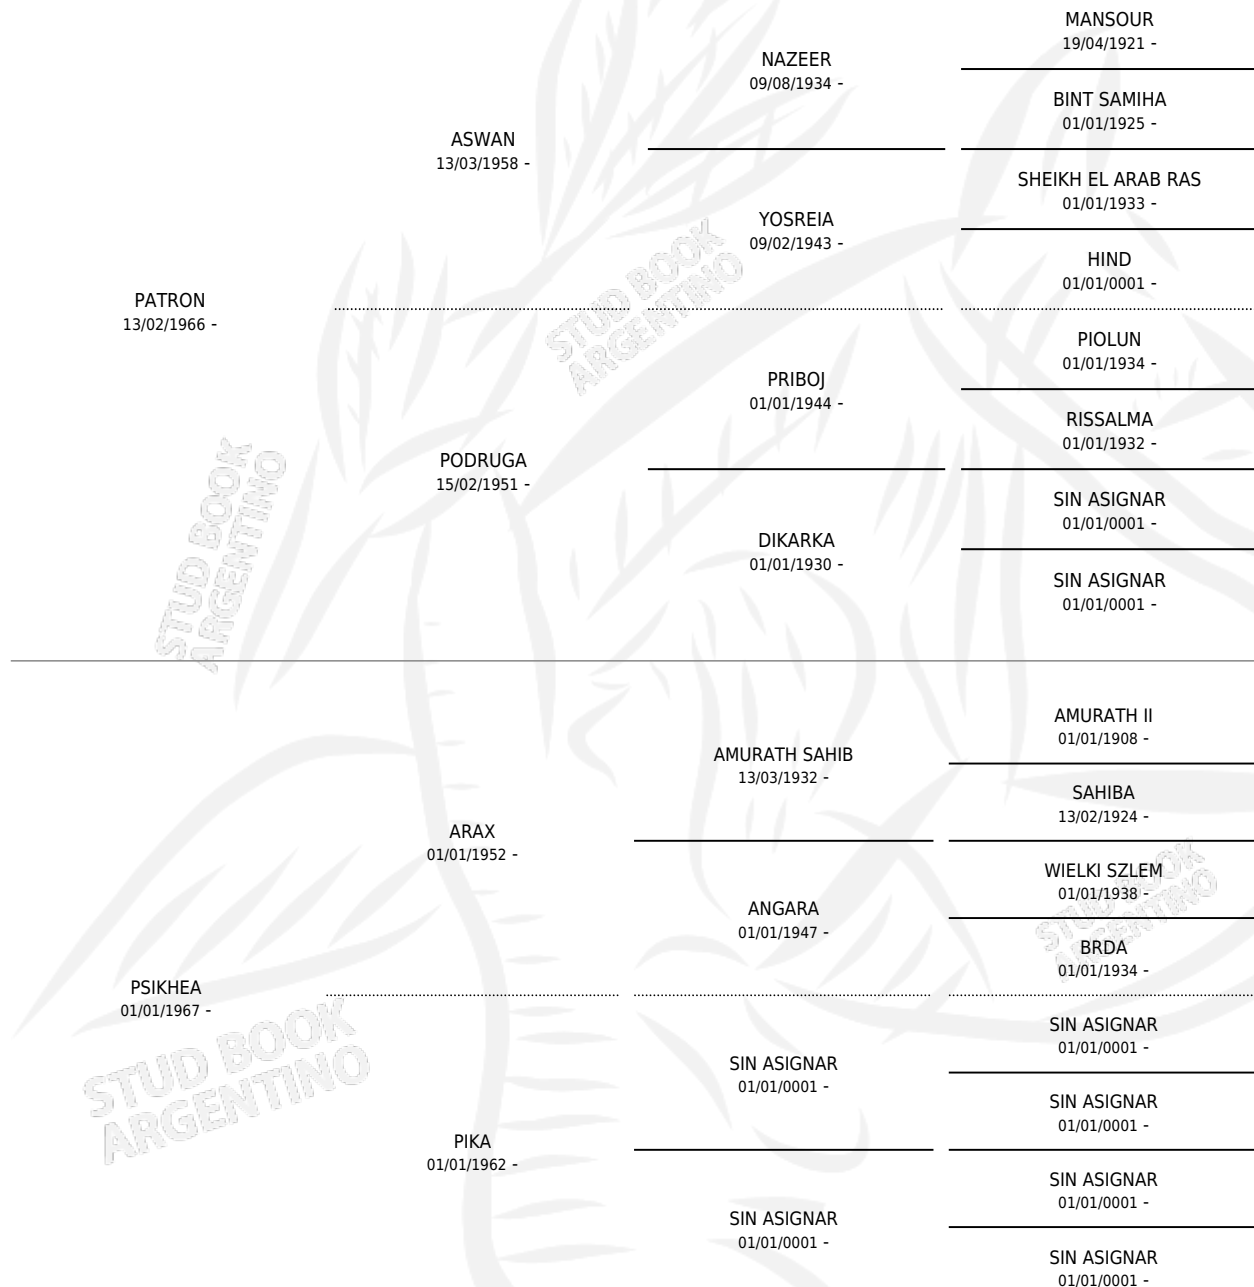 MANSOUR
19/04/1921 -
NAZEER
09/08/1934 -
BINT SAMIHA
01/01/1925 -
ASWAN
13/03/1958 -
SHEIKH EL ARAB RAS
01/01/1933 -
YOSREIA
09/02/1943 -
HIND
01/01/0001 -
PATRON
13/02/1966 -
PIOLUN
01/01/1934 -
PRIBOJ
01/01/1944 -
RISSALMA
01/01/1932 -
PODRUGA
15/02/1951 -
SIN ASIGNAR
01/01/0001 -
DIKARKA
01/01/1930 -
SIN ASIGNAR
01/01/0001 -
AMURATH II
01/01/1908 -
AMURATH SAHIB
13/03/1932 -
SAHIBA
13/02/1924 -
ARAX
01/01/1952 -
WIELKI SZLEM
01/01/1938 -
ANGARA
01/01/1947 -
BRDA
01/01/1934 -
PSIKHEA
01/01/1967 -
SIN ASIGNAR
01/01/0001 -
SIN ASIGNAR
01/01/0001 -
SIN ASIGNAR
01/01/0001 -
PIKA
01/01/1962 -
SIN ASIGNAR
01/01/0001 -
SIN ASIGNAR
01/01/0001 -
SIN ASIGNAR
01/01/0001 -
STUD BOOK
ARGENTINO
STUD BOOK
ARGENTINO
STUD BOOK
ARGENTINO
STUD BOOK
ARGENTINO